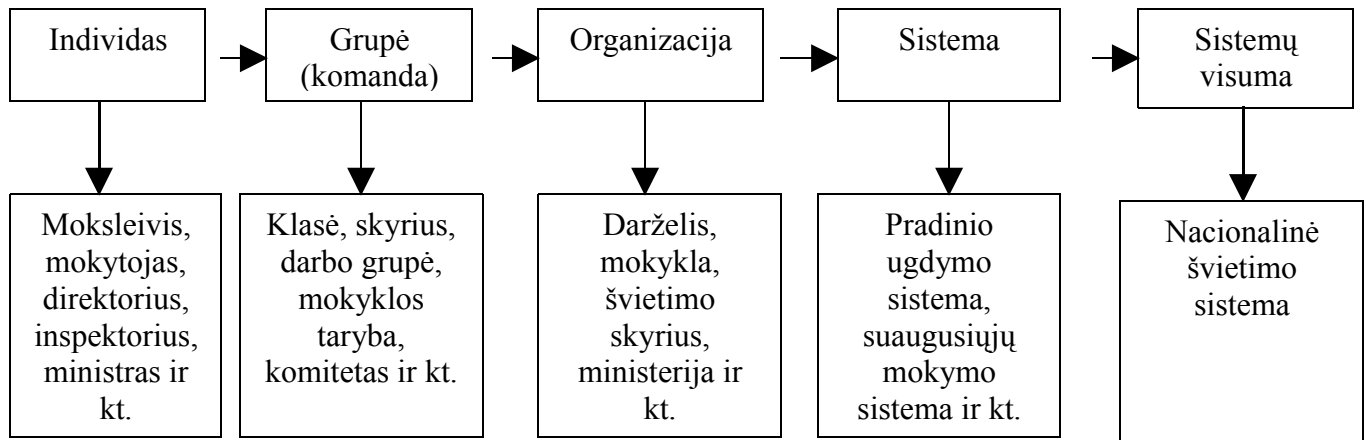 Individas
Grupė
(komanda)
Organizacija
Sistema
Sistemų
visuma
Moksleivis,
mokytojas,
direktorius,
inspektorius,
ministras ir
kt.
Klasė, skyrius,
darbo grupė,
mokyklos
taryba,
komitetas ir kt.
Darželis,
mokykla,
švietimo
skyrius,
ministerija ir
kt.
Pradinio
ugdymo
sistema,
suaugusiųjų
mokymo
sistema ir kt.
Nacionalinė
švietimo
sistema